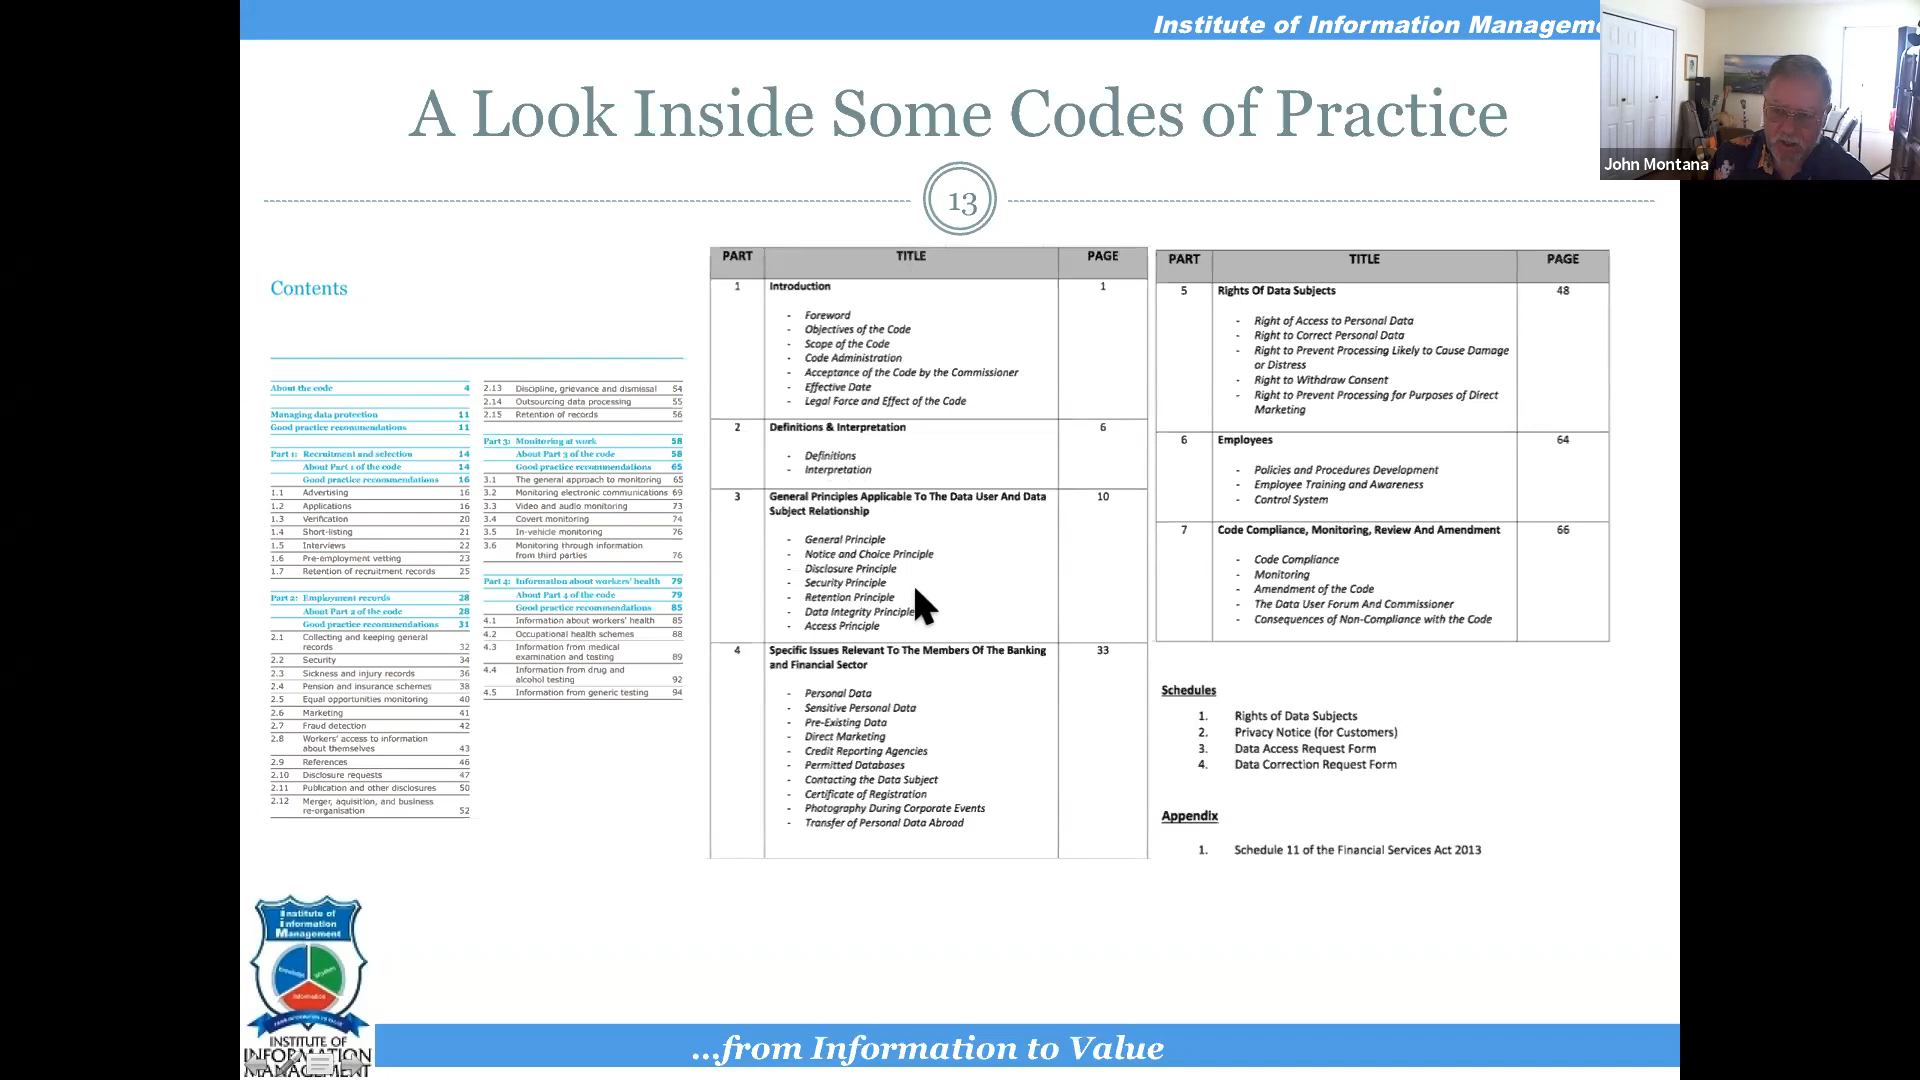 Institute of Information Managem
A Look Inside Some Codes of Practice
John Montana
13
Contents
About the code 4
Managing data protection 11
Good practice recommendations 11
Part 1: Recruitment and selection 14
About Part 1 of the code 14
Good practice recommendations 16
1.1 Advertising 16
1.2 Applications 16
1.3 Verification 20
1.4 Short-listing 21
1.5 Interviews 22
1.6 Pre-employment vetting 23
1.7 Retention of recruitment records 25
Part 2: Employment records 28
About Part 2 of the code 28
Good practice recommendations 31
2.1 Collecting and keeping general
records 32
2.2 Security 34
2.3 Sickness and injury records 36
2.4 Pension and insurance schemes 38
2.5 Equal opportunities monitoring 40
2.6 Marketing 41
2.7 Fraud detection 42
2.8 Workers' access to information
about themselves 43
2.9 References 46
2.10 Disclosure requests 47
2.11 Publication and other disclosures 50
2.12 Merger, aquisition, and business
re-organisation 52
2.13 Discipline, grievance and dismissal 54
2.14 Outsourcing data processing 55
2.15 Retention of records 56
Part 3: Monitoring at work 58
About Part 3 of the code 58
Good practice recommendations 65
3.1 The general approach to monitoring 65
3.2 Monitoring electronic communications 69
3.3 Video and audio monitoring 73
3.4 Covert monitoring 74
3.5 In-vehicle monitoring 76
3.6 Monitoring through information
from third parties 76
Part 4: Information about workers' health 79
About Part 4 of the code 79
Good practice recommendations 85
4.1 Information about workers' health 85
4.2 Occupational health schemes 88
4.3 Information from medical
examination and testing 89
4.4 Information from drug and
alcohol testing 92
4.5 Information from generic testing 94
PART TITLE PAGE
1 Introduction 1
- Foreword
- Objectives of the Code
- Scope of the Code
- Code Administration
- Acceptance of the Code by the Commissioner
- Effective Date
- Legal Force and Effect of the Code
2 Definitions & Interpretation 6
- Definitions
- Interpretation
3 General Principles Applicable To The Data User And Data 10
Subject Relationship
- General Principle
- Notice and Choice Principle
- Disclosure Principle
- Security Principle
- Retention Principle
- Data Integrity Principle
- Access Principle
4 Specific Issues Relevant To The Members Of The Banking 33
and Financial Sector
- Personal Data
- Sensitive Personal Data
- Pre-Existing Data
- Direct Marketing
- Credit Reporting Agencies
- Permitted Databases
- Contacting the Data Subject
- Certificate of Registration
- Photography During Corporate Events
- Transfer of Personal Data Abroad
PART TITLE PAGE
5 Rights Of Data Subjects 48
- Right of Access to Personal Data
- Right to Correct Personal Data
- Right to Prevent Processing Likely to Cause Damage
or Distress
- Right to Withdraw Consent
- Right to Prevent Processing for Purposes of Direct
Marketing
6 Employees 64
- Policies and Procedures Development
- Employee Training and Awareness
- Control System
7 Code Compliance, Monitoring, Review And Amendment 66
- Code Compliance
- Monitoring
- Amendment of the Code
- The Data User Forum And Commissioner
- Consequences of Non-Compliance with the Code
Schedules
1. Rights of Data Subjects
2. Privacy Notice (for Customers)
3. Data Access Request Form
4. Data Correction Request Form
Appendix
1. Schedule 11 of the Financial Services Act 2013
Institute of
Information
Management
Information
INSTITUTE OF
INFORMATION
MANAGEMENT
...from Information to Value